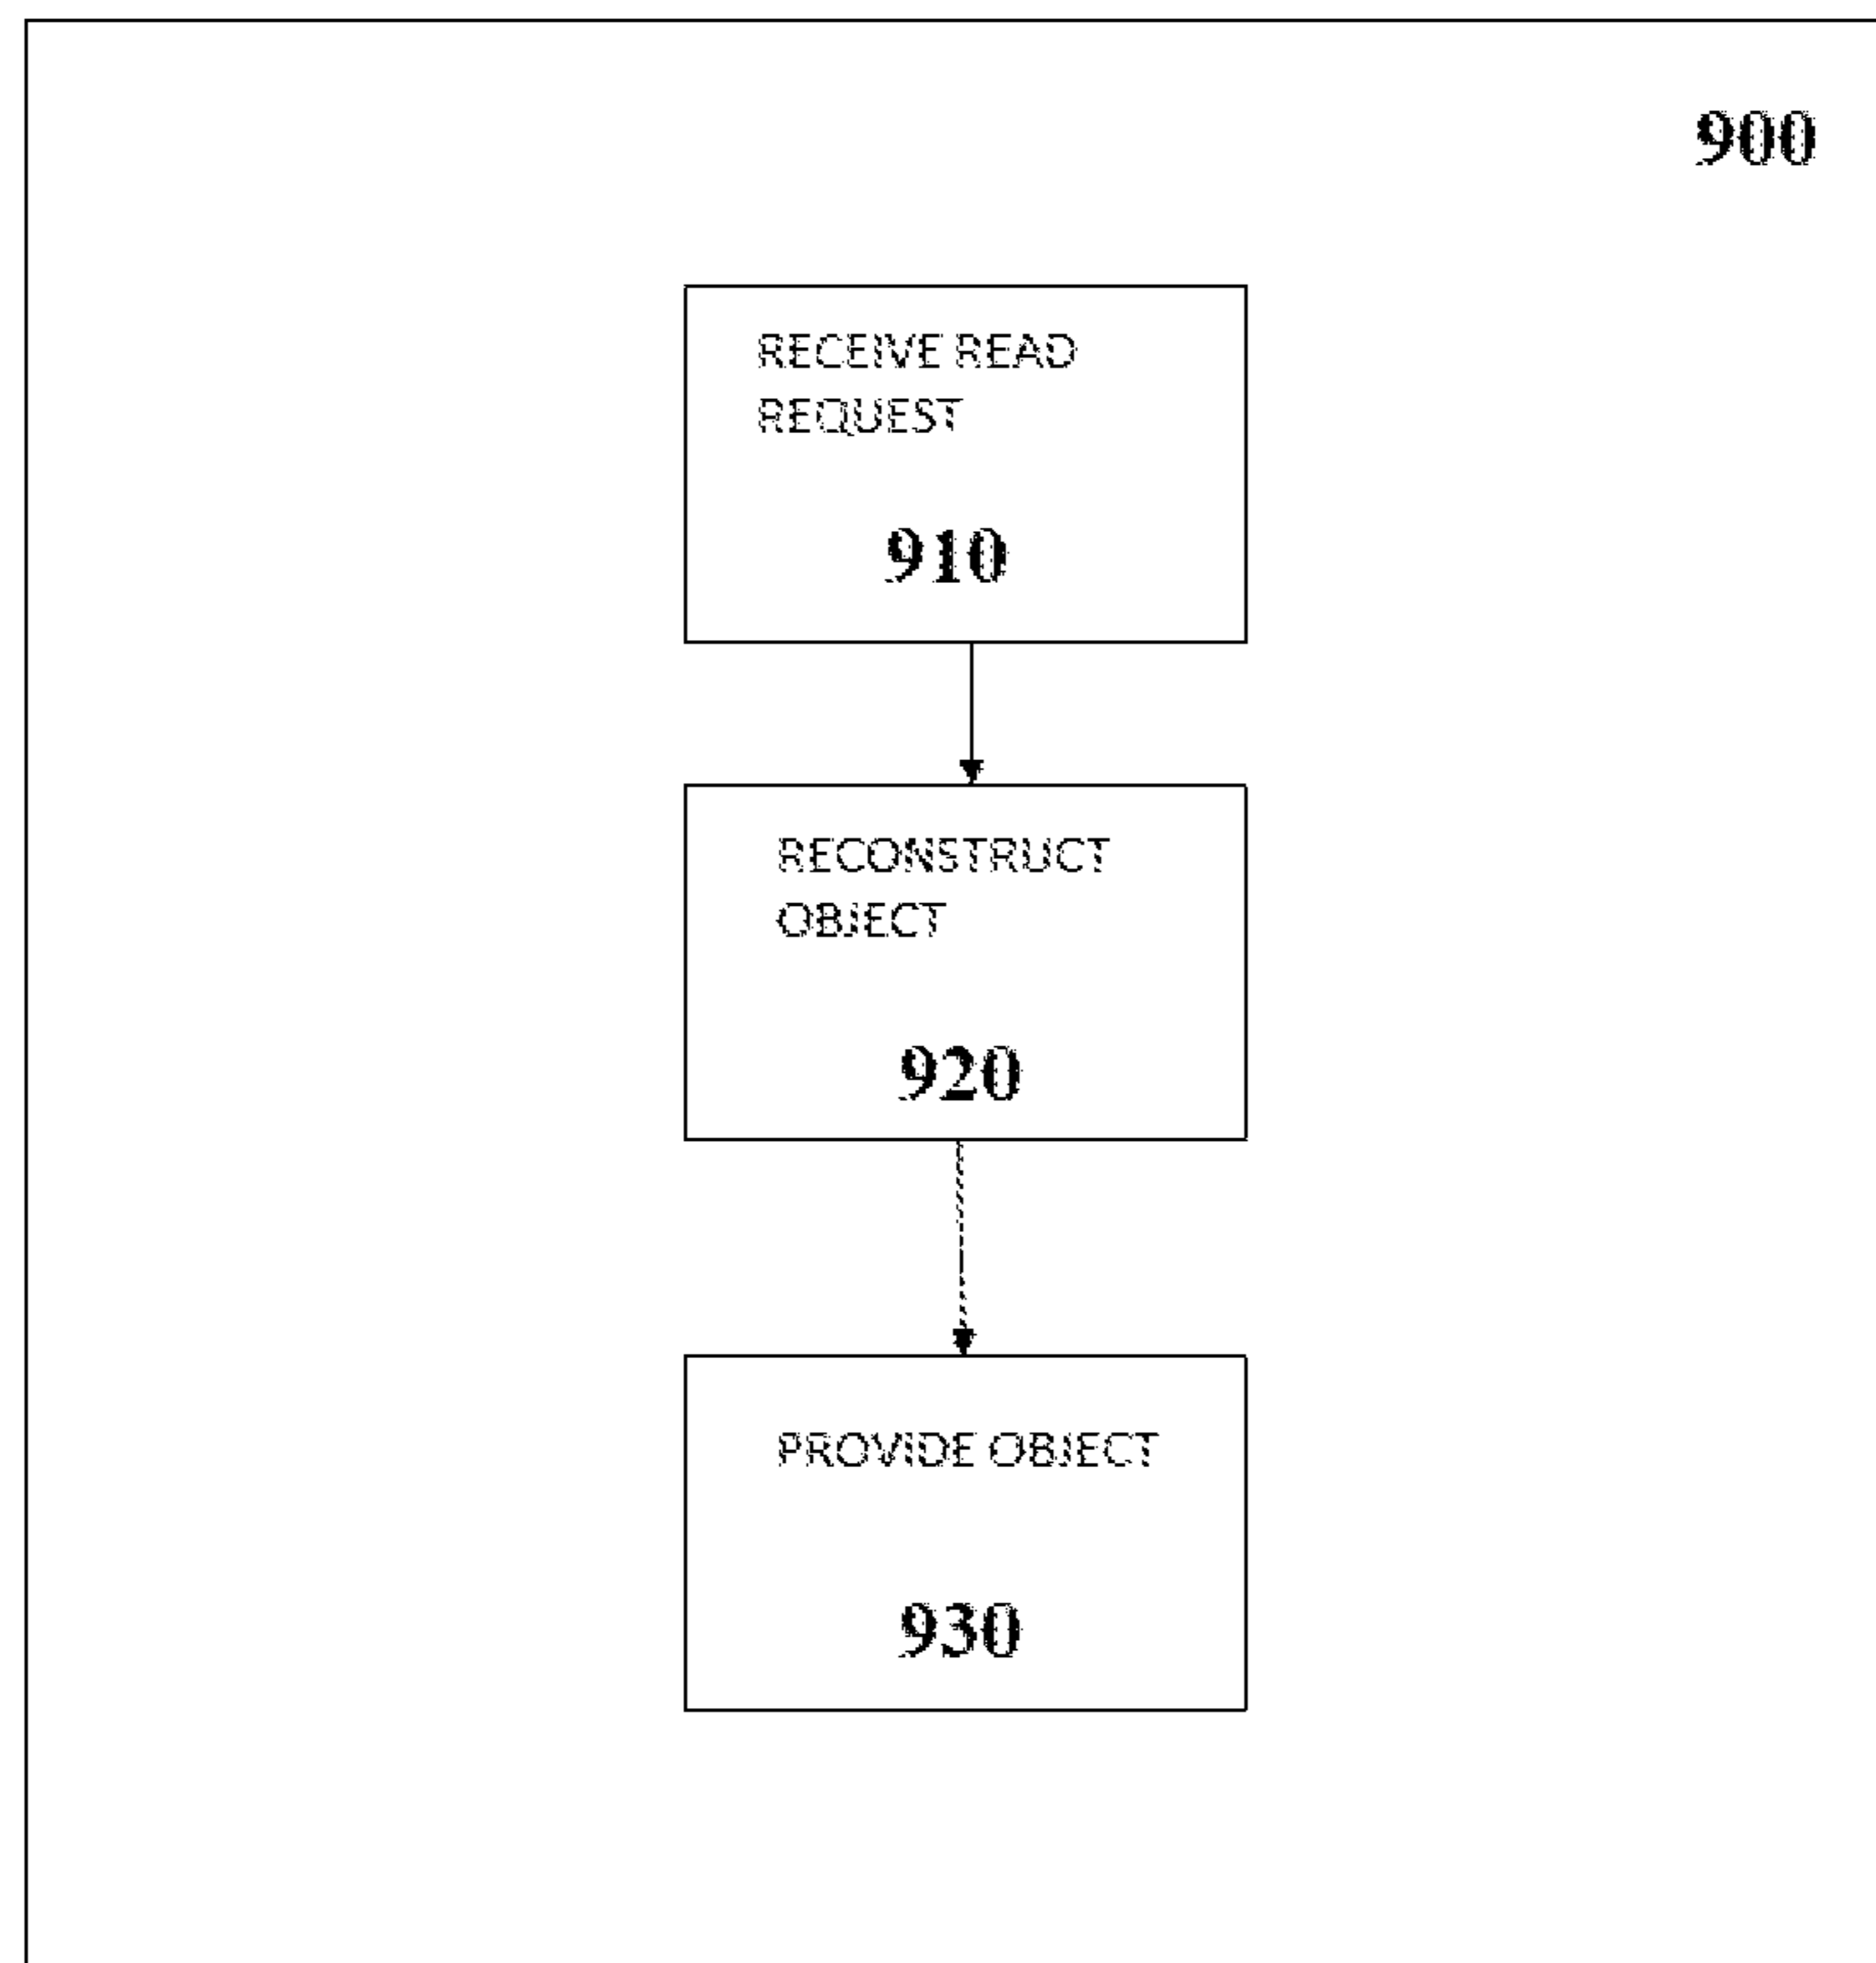 900
RECEIVE READ
REQUEST
910
RECONSTRUCT
OBJECT
920
PROVIDE OBJECT
930